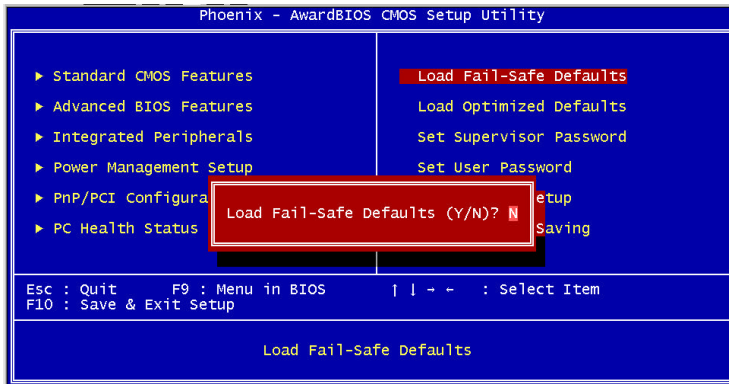 Phoenix - AwardBIOS CMOS Setup Utility
▶ Standard CMOS Features
▶ Advanced BIOS Features
▶ Integrated Peripherals
▶ Power Management Setup
▶ PnP/PCI Configura
▶ PC Health Status
Load Fail-Safe Defaults
Load Optimized Defaults
Set Supervisor Password
Set User Password
etup
Saving
Load Fail-Safe Defaults (Y/N)? N
Esc : Quit F9 : Menu in BIOS ↑ ↓ → ← : Select Item
F10 : Save & Exit Setup
Load Fail-Safe Defaults